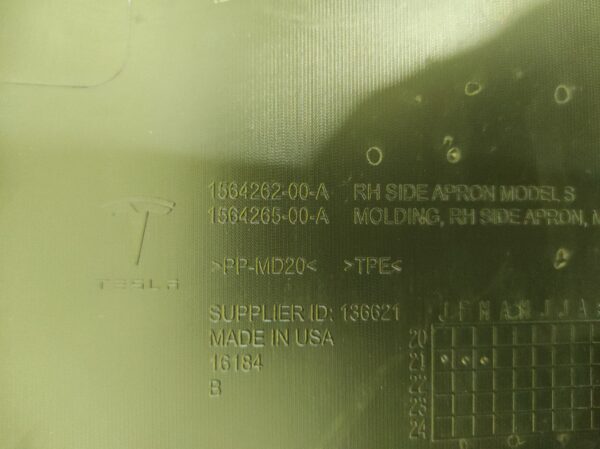 1564262-00-A RH SIDE APRON MODEL S
1564265-00-A MOLDING, RH SIDE APRON, M
>PP-MD20< >TPE<
TESLA
SUPPLIER ID: 136621
MADE IN USA
16184
B
J F M A M J J A S
20
21
22
23
24